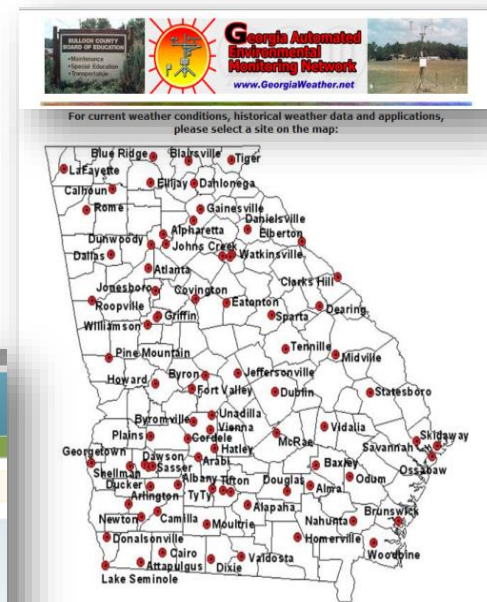 BULLOCH COUNTY
BOARD OF EDUCATION
•Maintenance
•Special Education
•Transportation
Georgia Automated
Environmental
Monitoring Network
www.GeorgiaWeather.net
For current weather conditions, historical weather data and applications,
please select a site on the map:
Blue Ridge
Blairsville
Tiger
LaFayette
Calhoun
Ellijay
Dahlonega
Rome
Gainesville
Danielsville
Alpharetta
Elberton
Dunwoody
Johns Creek
Dallas
Watkinsville
Atlanta
Clarks Hill
Jonesboro
Covington
Roopville
Eatonton
Dearing
Griffin
Sparta
Williamson
Tennille
Pine Mountain
Midville
Byron
Jeffersonville
Howard
Fort Valley
Dublin
Statesboro
Unadilla
Byromville
Vienna
Vidalia
Plains
Cordele
McRae
Skidaway
Savannah
Georgetown
Hatley
Dawson
Arabi
Baxley
Ossabaw
Shellman
Sasser
Ducker
Albany
Tifton
Douglas
Odum
TyTy
Alma
Arlington
Alapaha
Brunswick
Newton
Camilla
Moultrie
Nahunta
Donalsonville
Homerville
Cairo
Valdosta
Woodbine
Attapulgus
Dixie
Lake Seminole